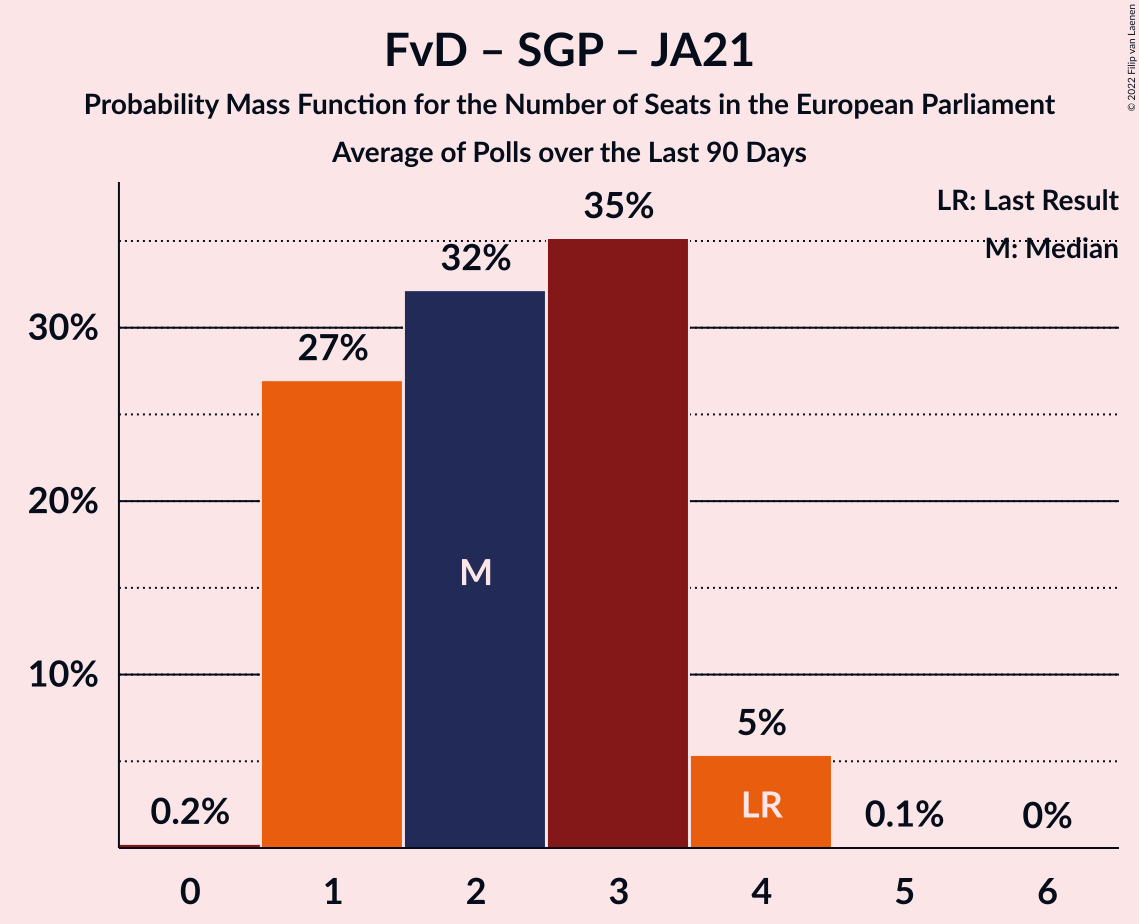 FvD – SGP – JA21
Probability Mass Function for the Number of Seats in the European Parliament
Average of Polls over the Last 90 Days
© 2022 Filip van Laenen
LR: Last Result
M: Median
35%
32%
27%
5%
0.2%
0.1%
0%
30%
20%
10%
M
LR
0 1 2 3 4 5 6